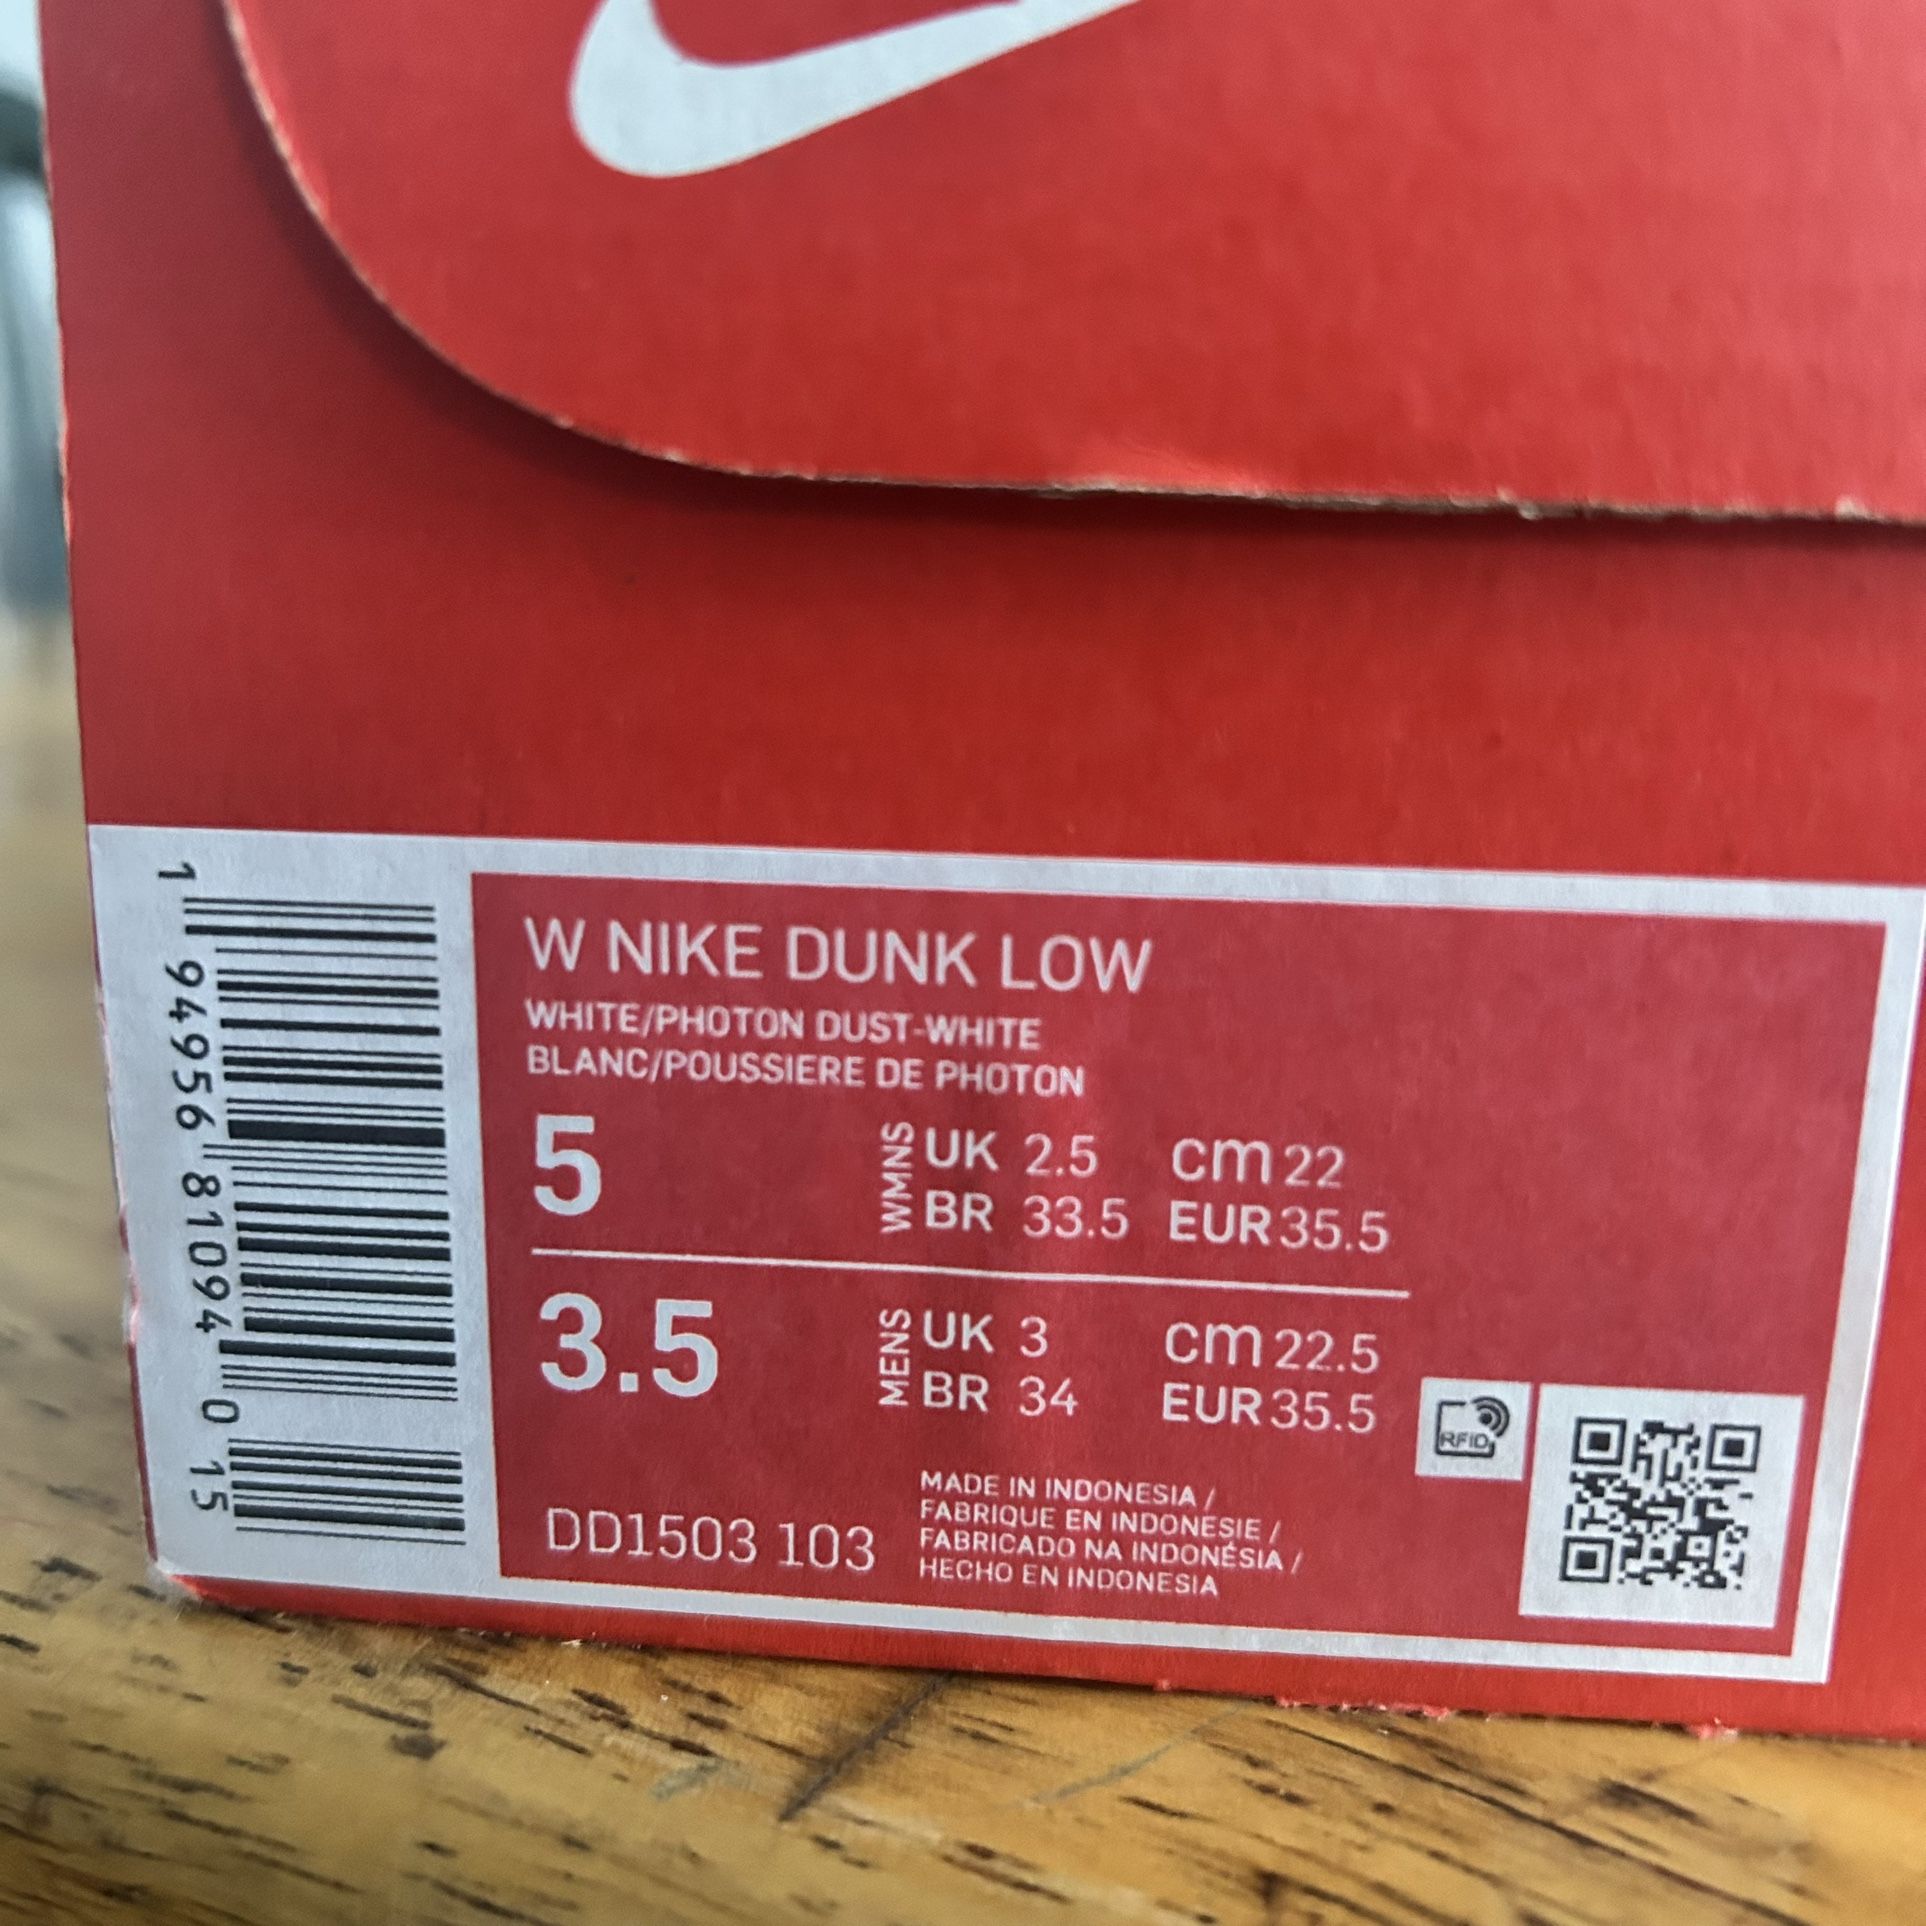 W NIKE DUNK LOW
WHITE/PHOTON DUST-WHITE
BLANC/POUSSIERE DE PHOTON
5 WMNS UK 2.5 cm 22
BR 33.5 EUR 35.5
3.5 MENS UK 3 cm 22.5
BR 34 EUR 35.5
RFID
DD1503 103
MADE IN INDONESIA /
FABRIQUE EN INDONESIE /
FABRICADO NA INDONÉSIA /
HECHO EN INDONESIA
1 94956 81094 0 15